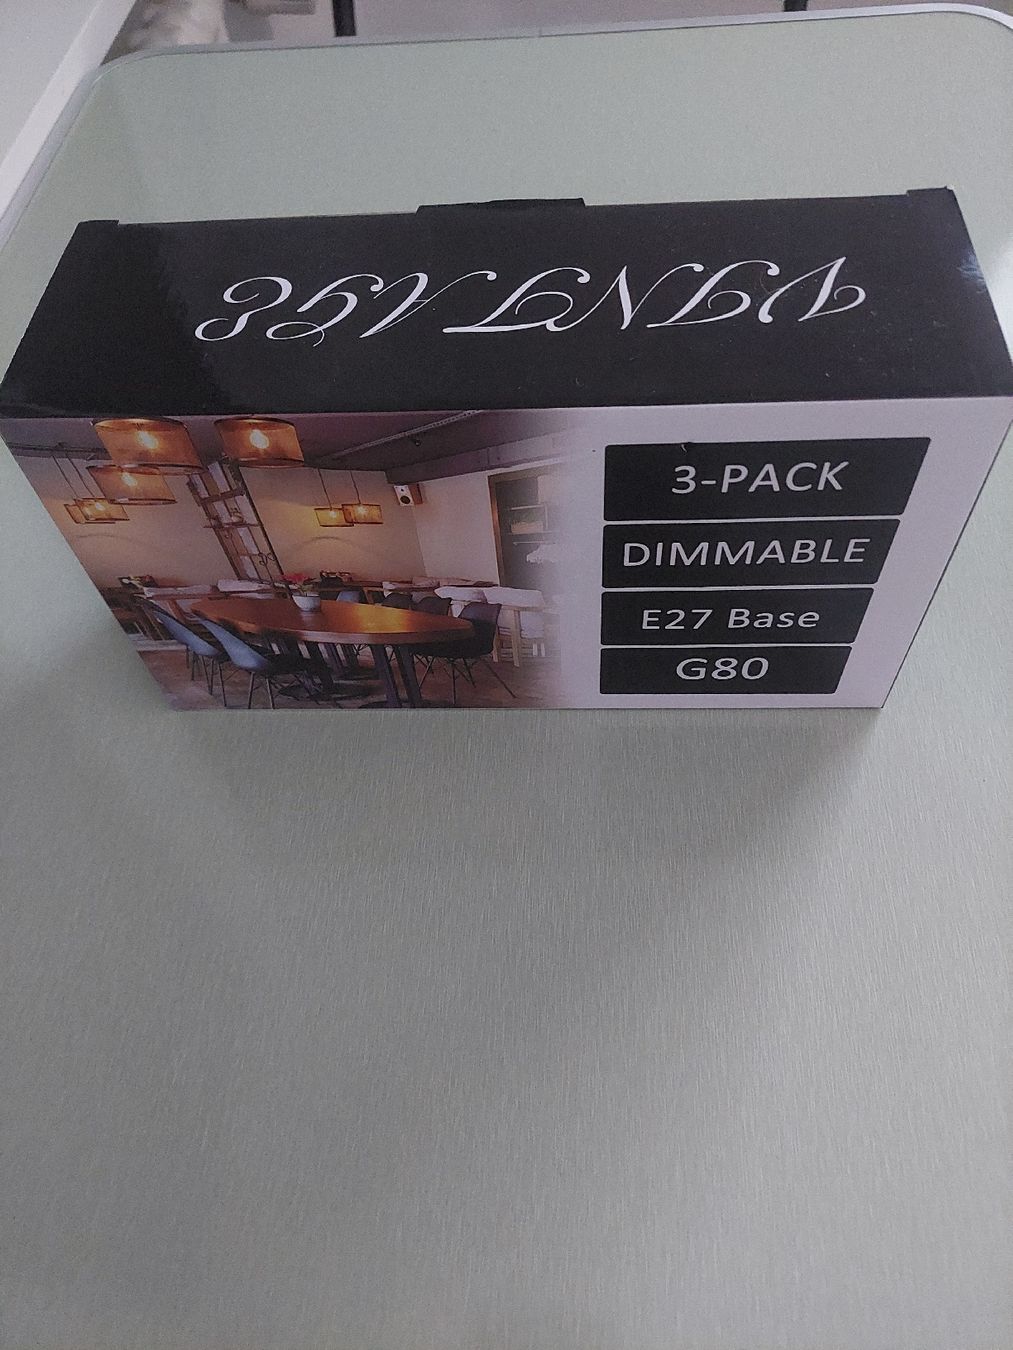 VINTAGE
3-PACK
DIMMABLE
E27 Base
G80